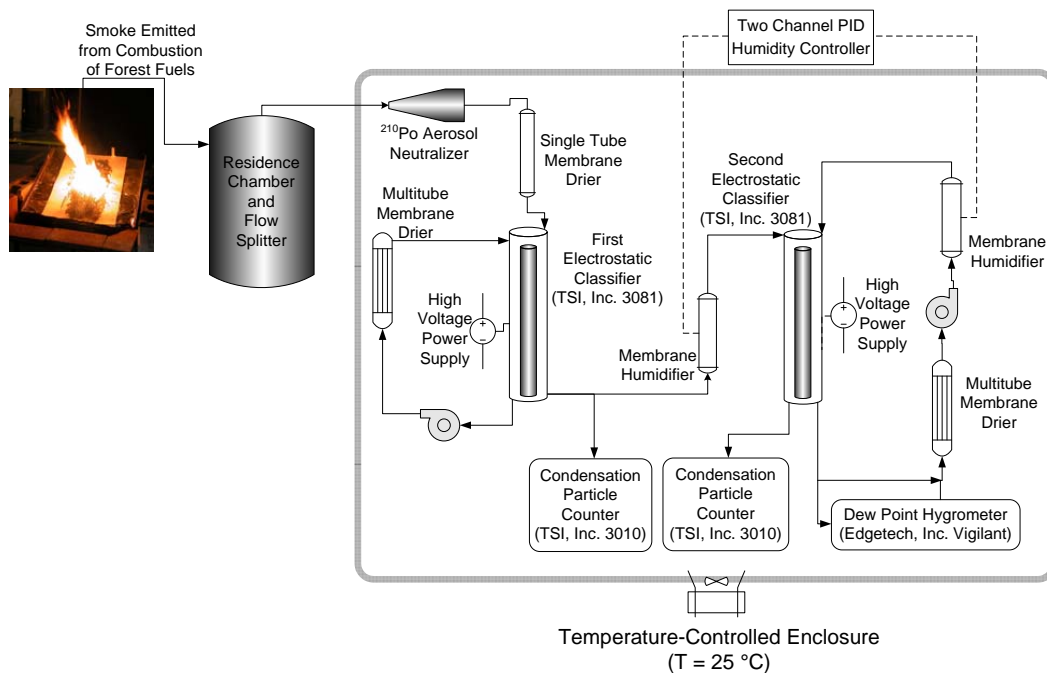 Smoke Emitted
from Combustion
of Forest Fuels
Two Channel PID
Humidity Controller
²¹⁰Po Aerosol
Neutralizer
Single Tube
Membrane
Drier
Residence
Chamber
and
Flow
Splitter
Multitube
Membrane
Drier
First
Electrostatic
Classifier
(TSI, Inc. 3081)
High
Voltage
Power
Supply
+
−
Second
Electrostatic
Classifier
(TSI, Inc. 3081)
Membrane
Humidifier
Membrane
Humidifier
High
Voltage
Power
Supply
+
−
Multitube
Membrane
Drier
Condensation
Particle
Counter
(TSI, Inc. 3010)
Condensation
Particle
Counter
(TSI, Inc. 3010)
Dew Point Hygrometer
(Edgetech, Inc. Vigilant)
Temperature-Controlled Enclosure
(T = 25 °C)